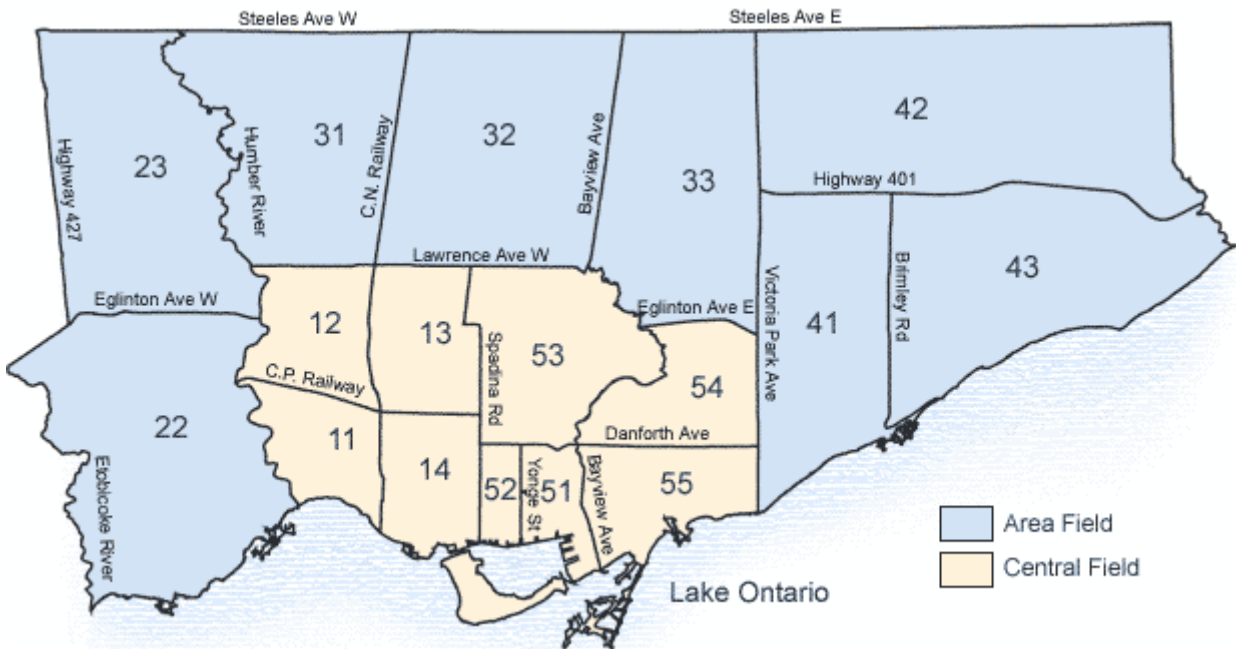 Steeles Ave W
Steeles Ave E
42
31
32
23
33
Highway 427
Humber River
C.N. Railway
Bayview Ave
Highway 401
Lawrence Ave W
43
Eglinton Ave W
Eglinton Ave E
Victoria Park Ave
Brimley Rd
12
13
41
53
Spadina Rd
C.P. Railway
54
22
11
Danforth Ave
14
52
Yonge St
51
Bayview Ave
55
Etobicoke River
Area Field
Central Field
Lake Ontario